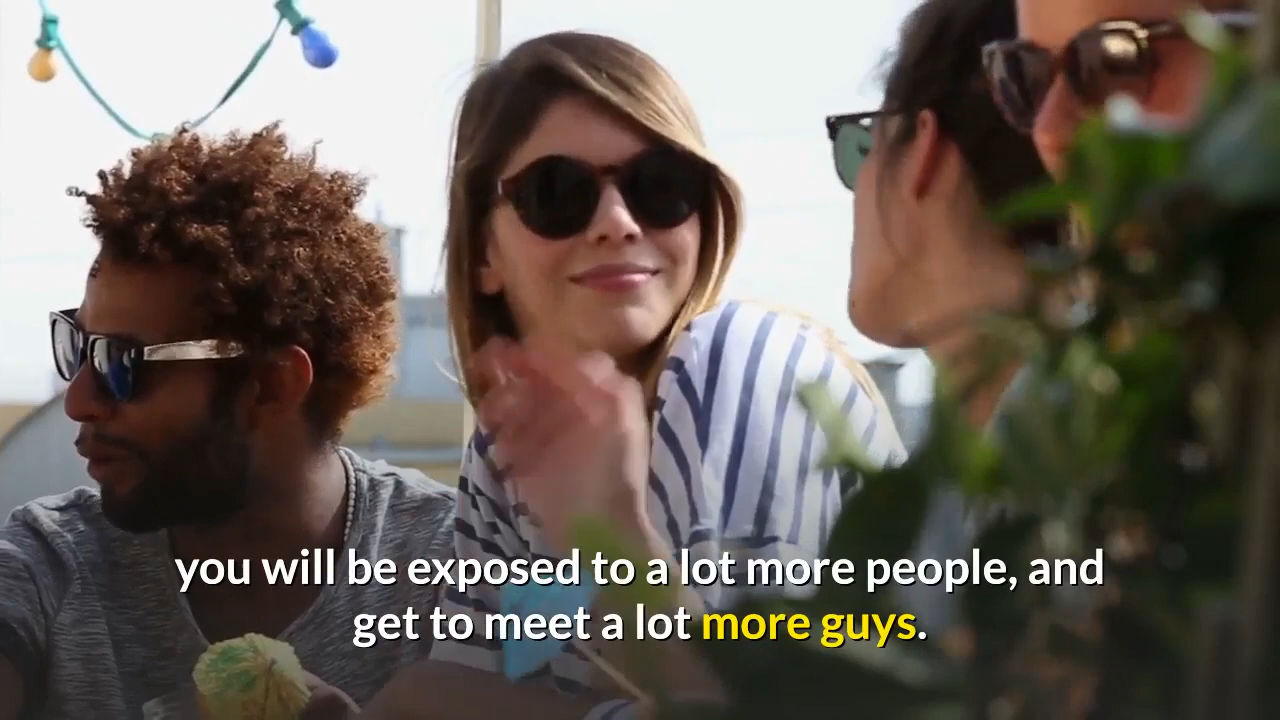 you will be exposed to a lot more people, and
get to meet a lot more guys.